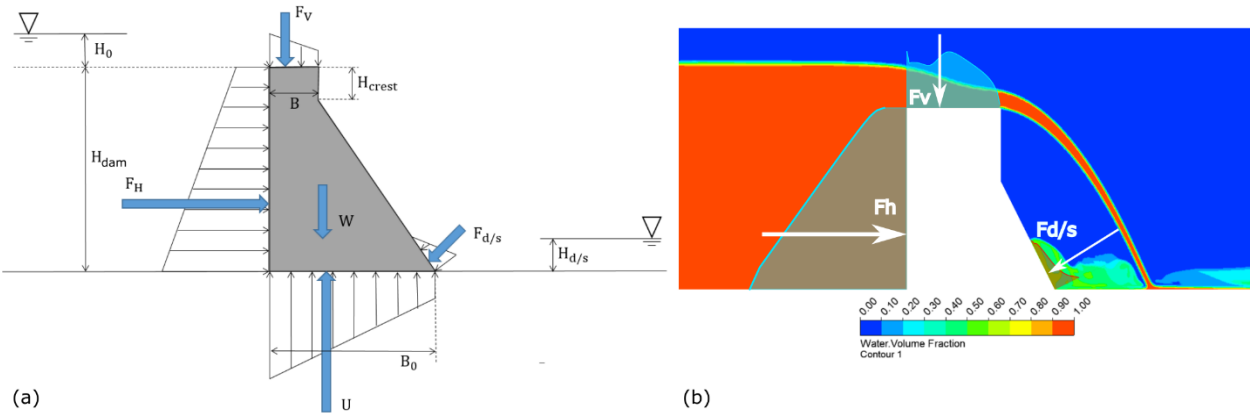 F_V
H_0
H_crest
B
H_dam
F_H
W
F_d/s
H_d/s
B_0
U
(a)
Fv
Fh
Fd/s
0.00 0.10 0.20 0.30 0.40 0.50 0.60 0.70 0.80 0.90 1.00
Water.Volume Fraction
Contour 1
(b)